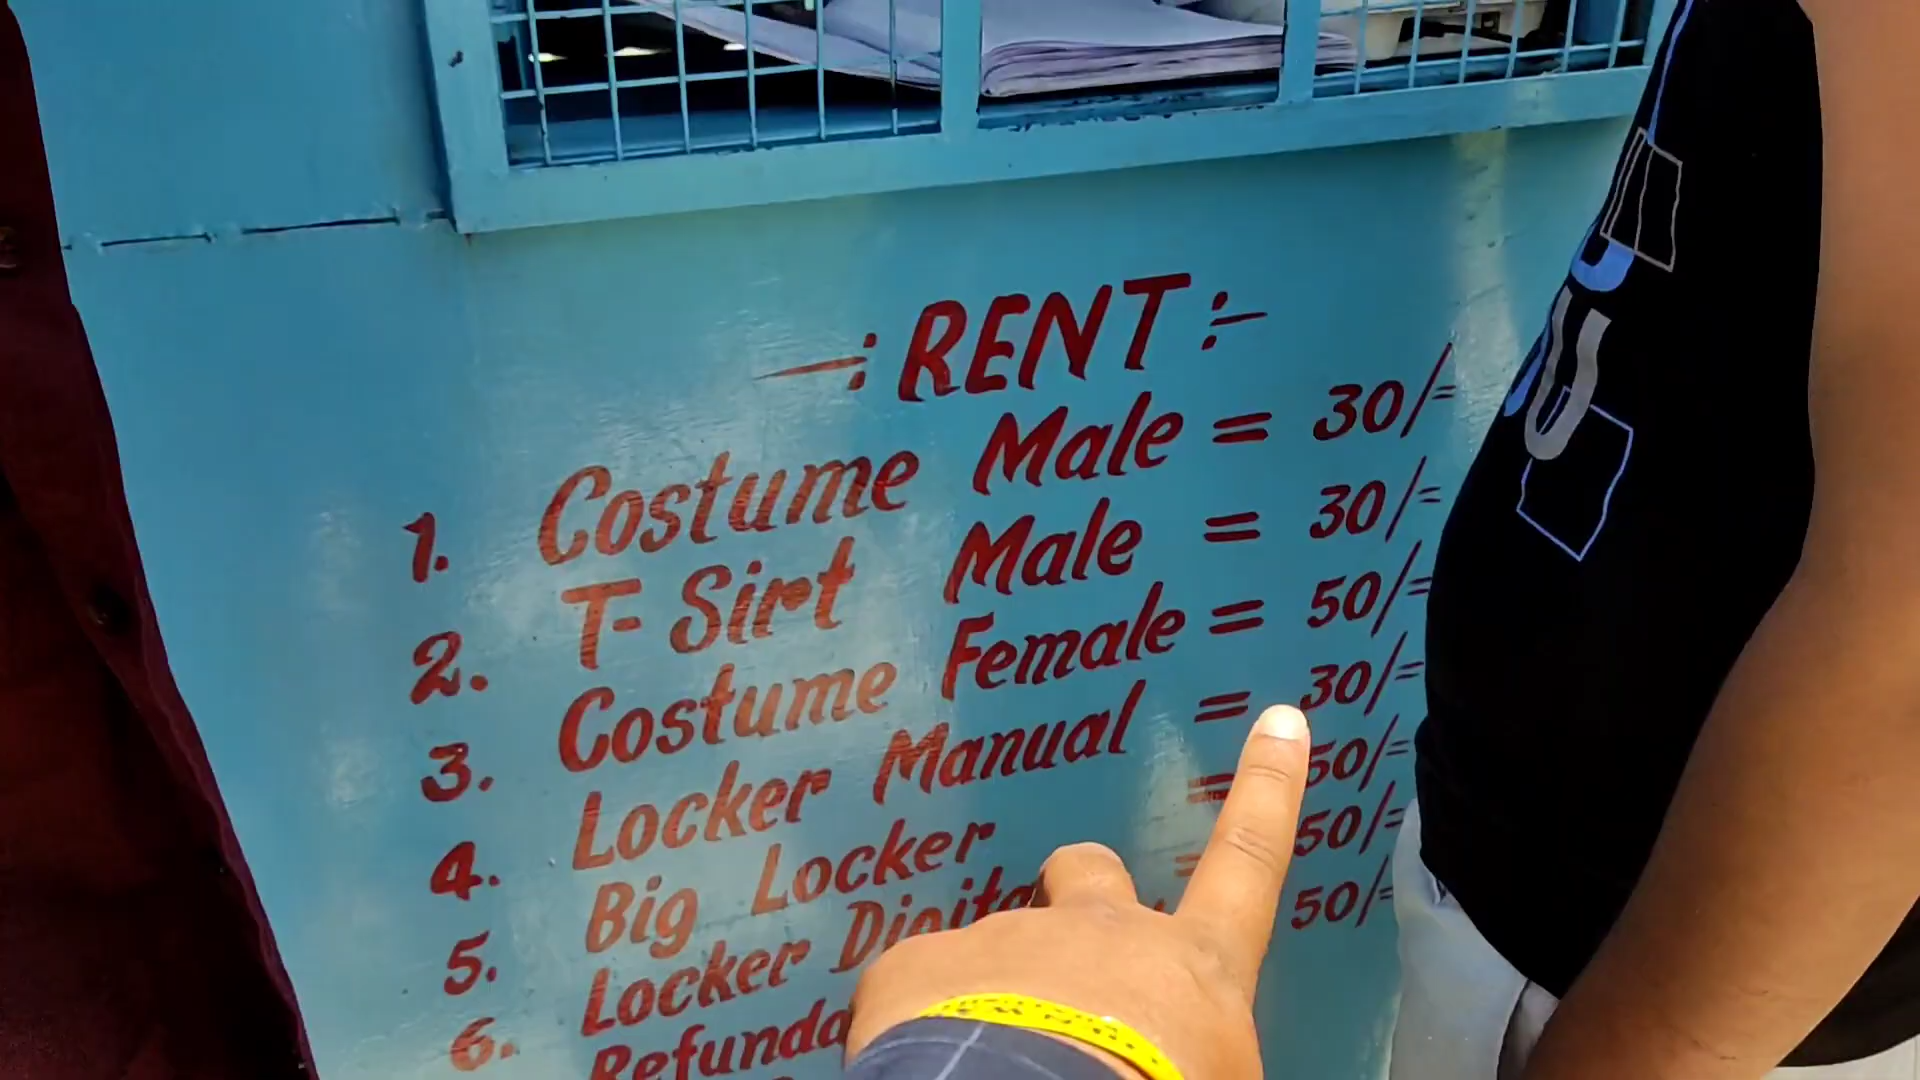 -: RENT :-
1. Costume Male = 30/=
2. T-Sirt Male = 30/=
3. Costume Female = 50/=
4. Locker Manual = 30/=
5. Big Locker = 50/=
6. Locker = 50/=
50/=